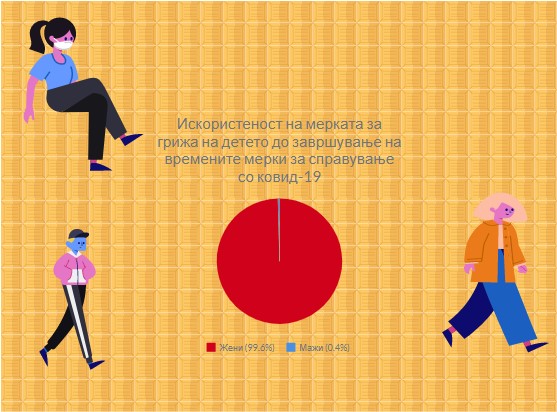 Искористеност на мерката за
грижа на детето до завршување на
времените мерки за справување
со ковид-19
Жени (99.6%) Мажи (0.4%)